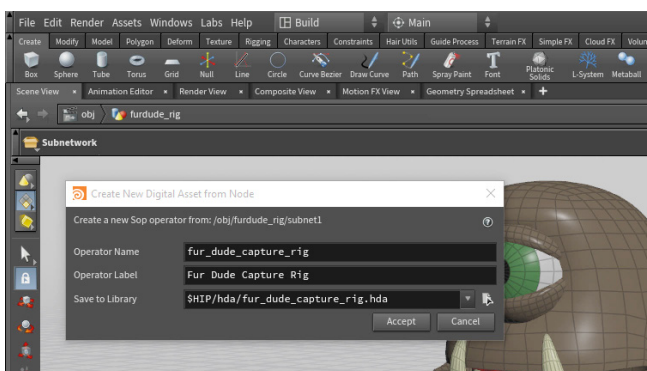 File Edit Render Assets Windows Labs Help Build Main
Create Modify Model Polygon Deform Texture Rigging Characters Constraints Hair Utils Guide Process Terrain FX Simple FX Cloud FX
Box Sphere Tube Torus Grid Null Line Circle Curve Bezier Draw Curve Path Spray Paint Font Platonic Solids L-System Metaball
Scene View Animation Editor Render View Composite View Motion FX View Geometry Spreadsheet
obj furdude_rig
Subnetwork
Create New Digital Asset from Node
Create a new Sop operator from: /obj/furdude_rig/subnet1
Operator Name fur_dude_capture_rig
Operator Label Fur Dude Capture Rig
Save to Library $HIP/hda/fur_dude_capture_rig.hda
Accept Cancel